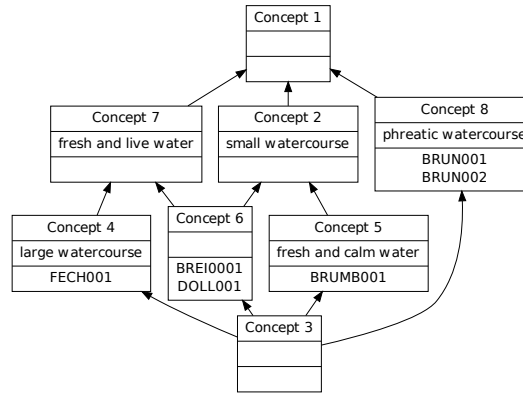 Concept 1
Concept 7
fresh and live water
Concept 2
small watercourse
Concept 8
phreatic watercourse
BRUN001
BRUN002
Concept 4
large watercourse
FECH001
Concept 6
BREI0001
DOLL001
Concept 5
fresh and calm water
BRUMB001
Concept 3